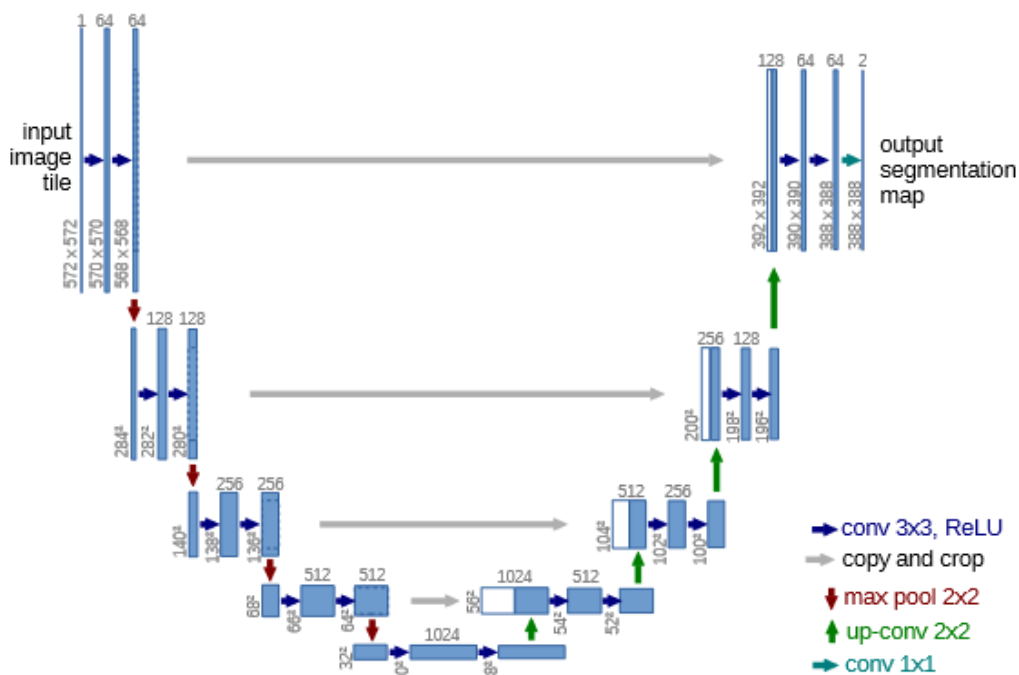 1 64 64
input
image
tile
572 x 572
570 x 570
568 x 568
128 64 64 2
output
segmentation
map
392 x 392
390 x 390
388 x 388
388 x 388
128 128
284²
282²
280²
256 128
200²
198²
196²
256 256
140²
138²
136²
512 256
104²
102²
100²
512 512
68²
66²
64²
1024 512
56²
54²
52²
1024
32²
0²
8²
conv 3x3, ReLU
copy and crop
max pool 2x2
up-conv 2x2
conv 1x1